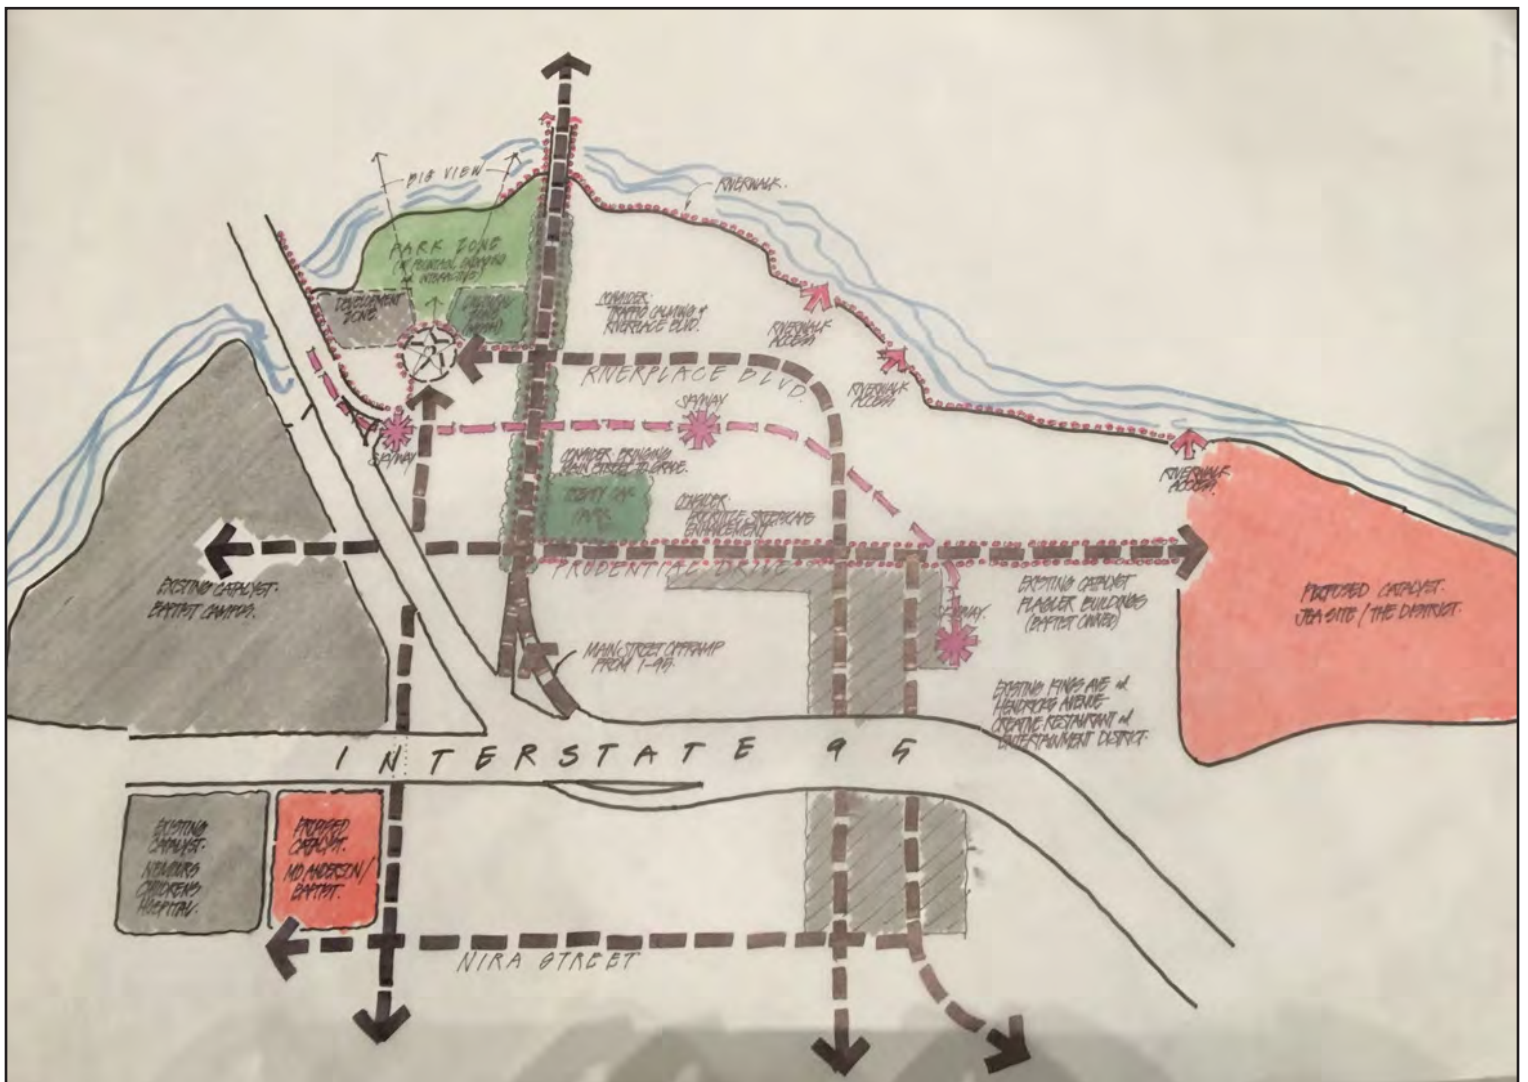 BIG VIEW
RIVERWALK.
PARK ZONE
DEVELOPMENT
ZONE.
ZONE
CONSIDER:
TRAFFIC CALMING @
RIVERPLACE BLVD.
RIVERWALK
ACCESS
RIVERPLACE BLVD.
RIVERWALK
ACCESS
SKYWAY
SKYWAY
CONSIDER BRINGING
MAIN STREET TO GRADE.
RIVERWALK
ACCESS.
TREATY OAK
PARK
CONSIDER:
STREETSCAPE
ENHANCEMENT
PRUDENTIAL DRIVE
EXISTING CATALYST.
BAPTIST CAMPUS.
EXISTING CATALYST
FLAGLER BUILDINGS
(BAPTIST OWNED)
PROPOSED CATALYST.
JEA SITE / THE DISTRICT.
SKYWAY.
MAIN STREET OFFRAMP
FROM I-95.
EXISTING KINGS AVE &
HENDRICKS AVENUE
CREATIVE RESTAURANT &
ENTERTAINMENT DISTRICT.
INTERSTATE 95
EXISTING
CATALYST.
NEMOURS
CHILDRENS
HOSPITAL.
PROPOSED
CATALYST.
MD ANDERSON/
BAPTIST.
NIRA STREET